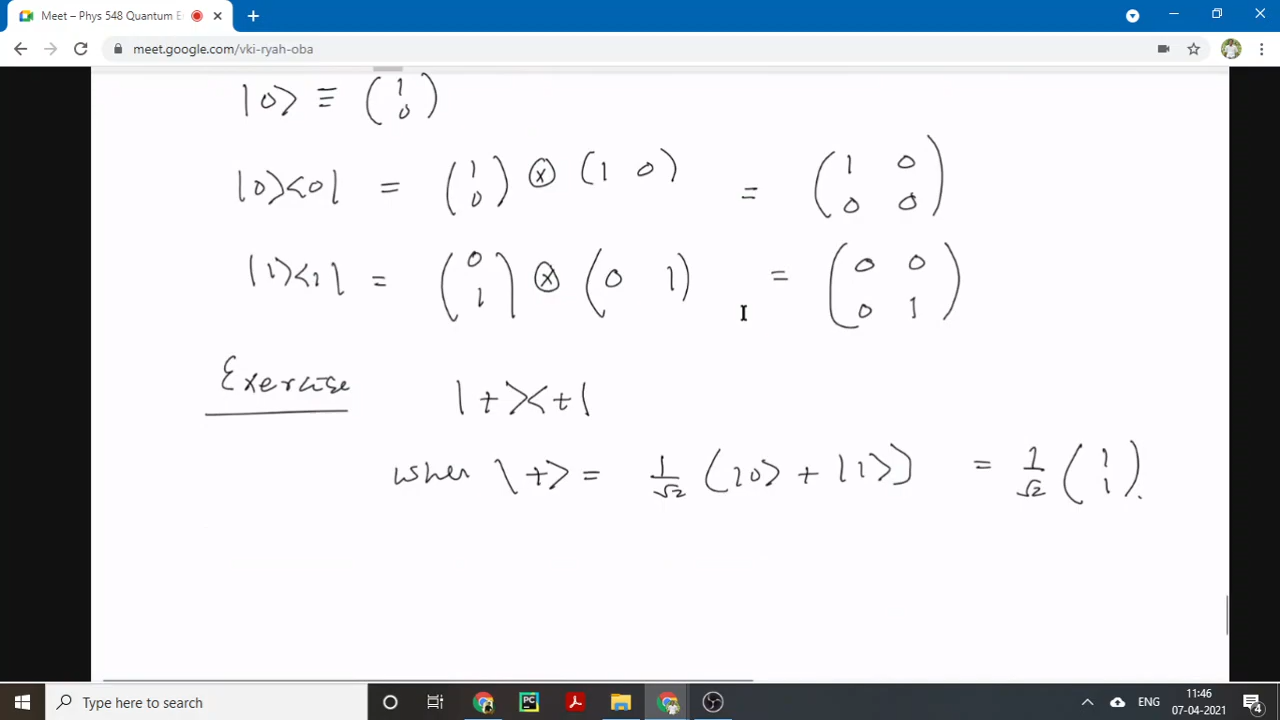 Meet – Phys 548 Quantum E
meet.google.com/vki-ryah-oba
|0> ≡ (1 0)
|0><0| = (1 0) ⊗ (1 0) = (1 0 0 0)
|1><1| = (0 1) ⊗ (0 1) = (0 0 0 1)
Exercise |+><+|
when |+> = 1/√2 (|0> + |1>) = 1/√2 (1 1).
Type here to search
ENG
11:46
07-04-2021
4